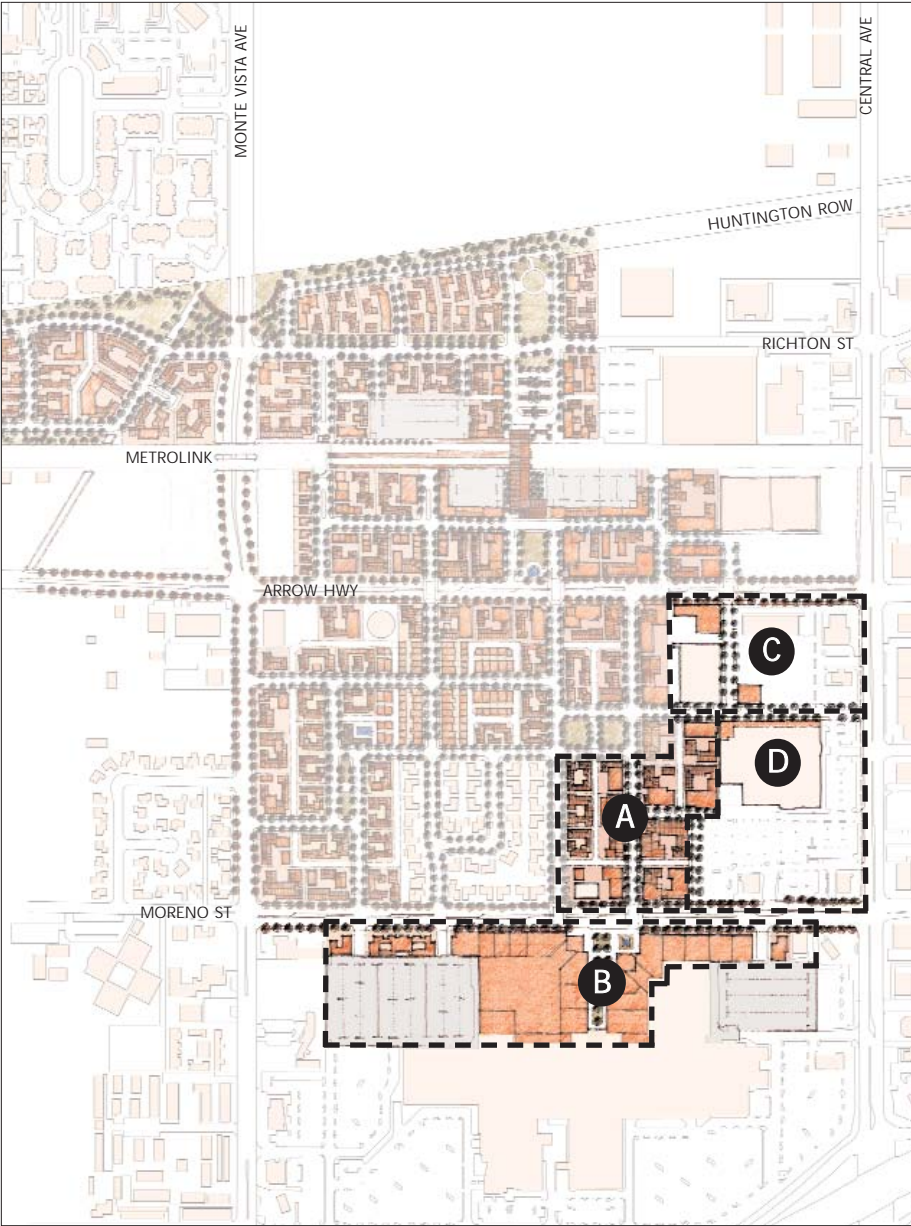 MONTE VISTA AVE
CENTRAL AVE
HUNTINGTON ROW
RICHTON ST
METROLINK
ARROW HWY
C
D
A
MORENO ST
B